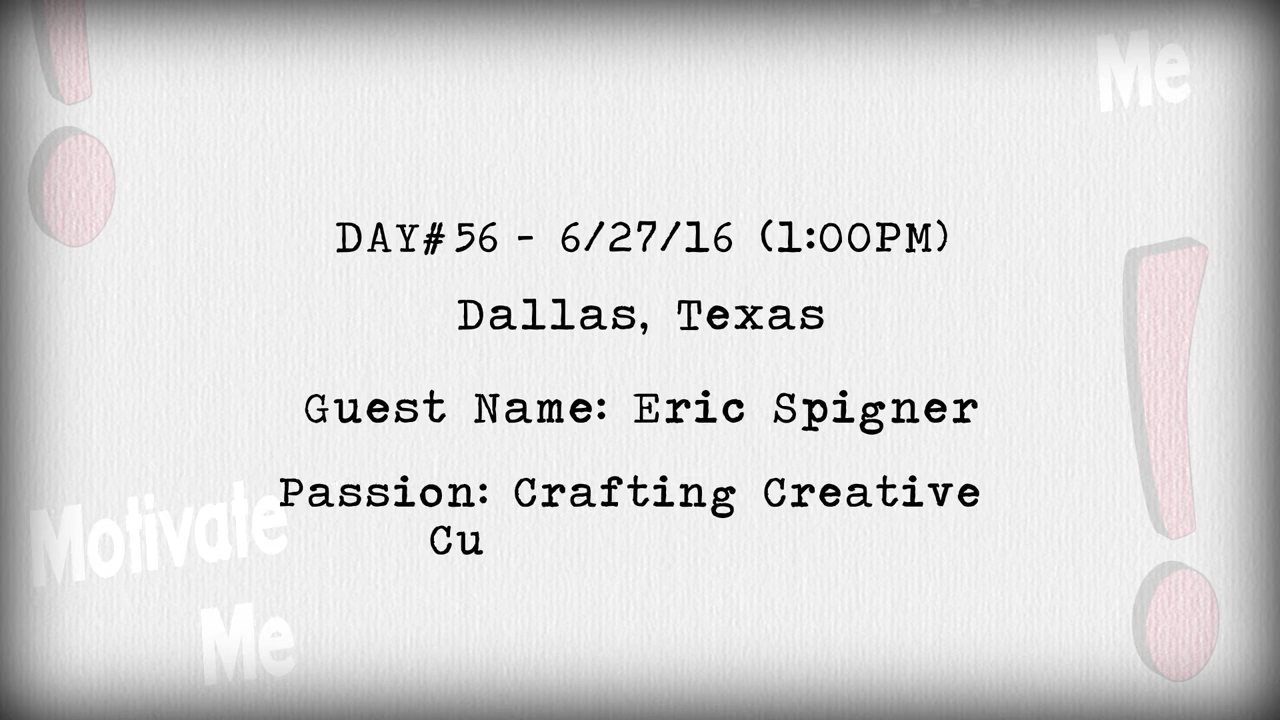 Me
DAY#56 - 6/27/16 (1:00PM)
Dallas, Texas
Guest Name: Eric Spigner
Passion: Crafting Creative
Cu
Motivate
Me